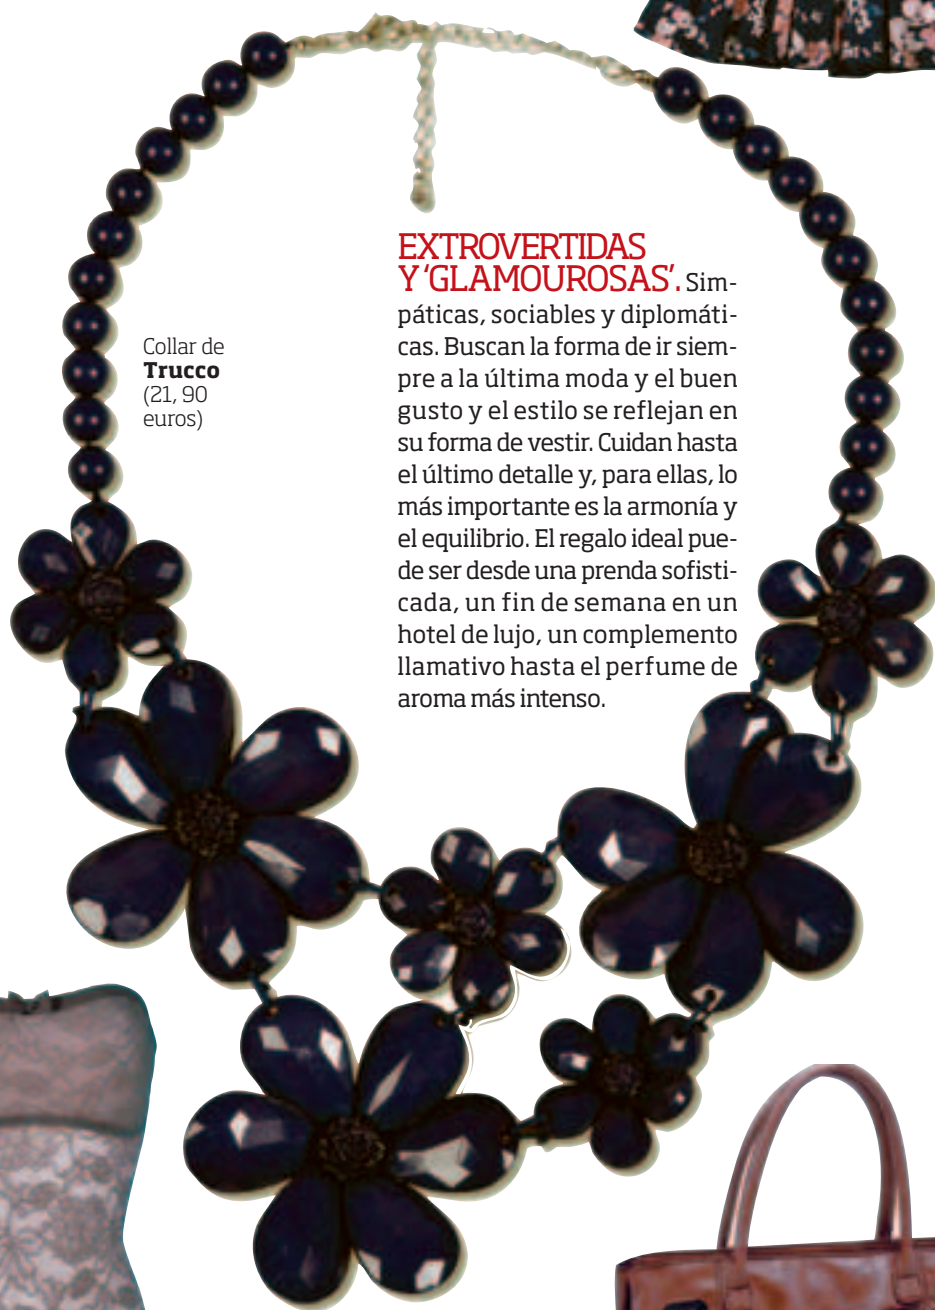 Collar de
Trucco
(21, 90
euros)
EXTROVERTIDAS
Y 'GLAMOUROSAS'. Sim-
páticas, sociables y diplomáti-
cas. Buscan la forma de ir siem-
pre a la última moda y el buen
gusto y el estilo se reflejan en
su forma de vestir. Cuidan hasta
el último detalle y, para ellas, lo
más importante es la armonía y
el equilibrio. El regalo ideal pue-
de ser desde una prenda sofisti-
cada, un fin de semana en un
hotel de lujo, un complemento
llamativo hasta el perfume de
aroma más intenso.